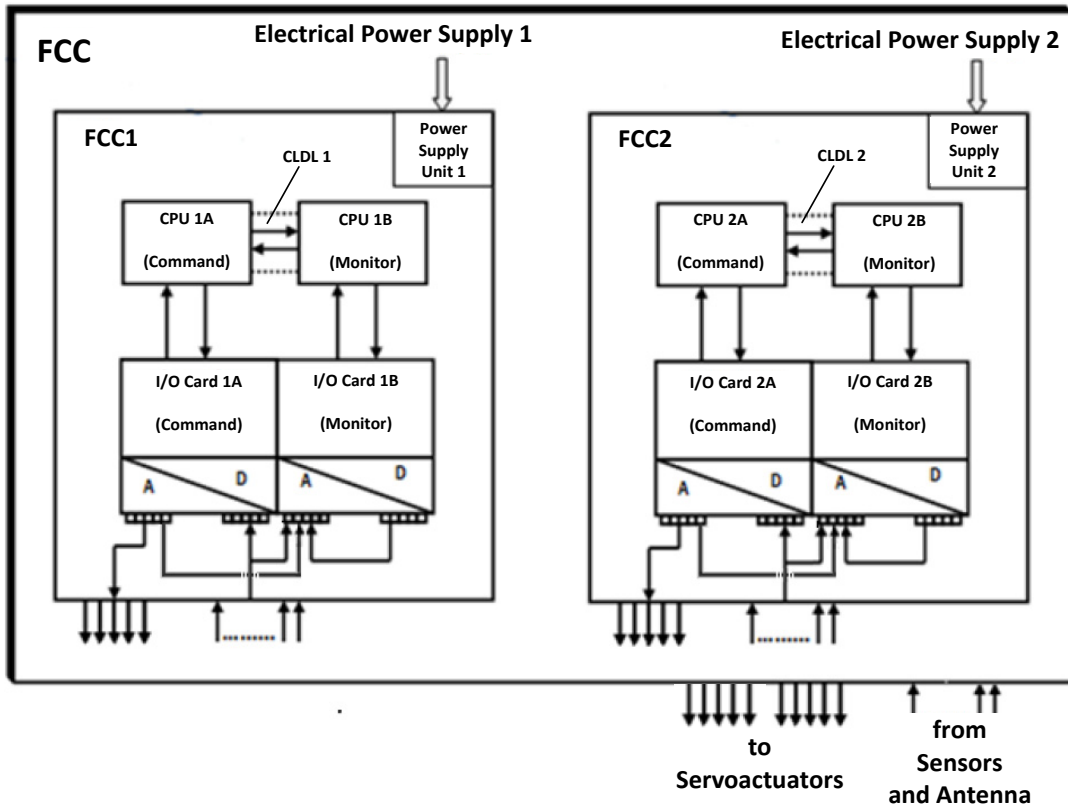 FCC
Electrical Power Supply 1
Electrical Power Supply 2
FCC1
Power
Supply
Unit 1
CLDL 1
CPU 1A
(Command)
CPU 1B
(Monitor)
I/O Card 1A
(Command)
I/O Card 1B
(Monitor)
A
D
A
D
FCC2
Power
Supply
Unit 2
CLDL 2
CPU 2A
(Command)
CPU 2B
(Monitor)
I/O Card 2A
(Command)
I/O Card 2B
(Monitor)
A
D
A
D
to
Servoactuators
from
Sensors
and Antenna